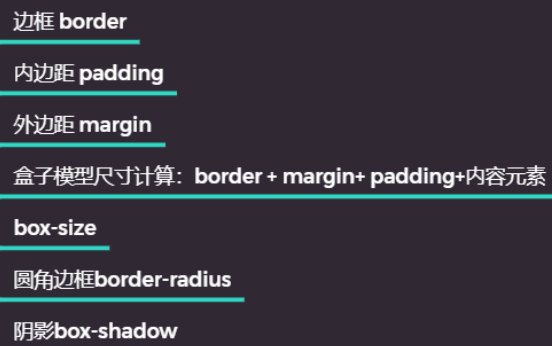 边框 border
内边距 padding
外边距 margin
盒子模型尺寸计算：border + margin+ padding+内容元素
box-size
圆角边框border-radius
阴影box-shadow